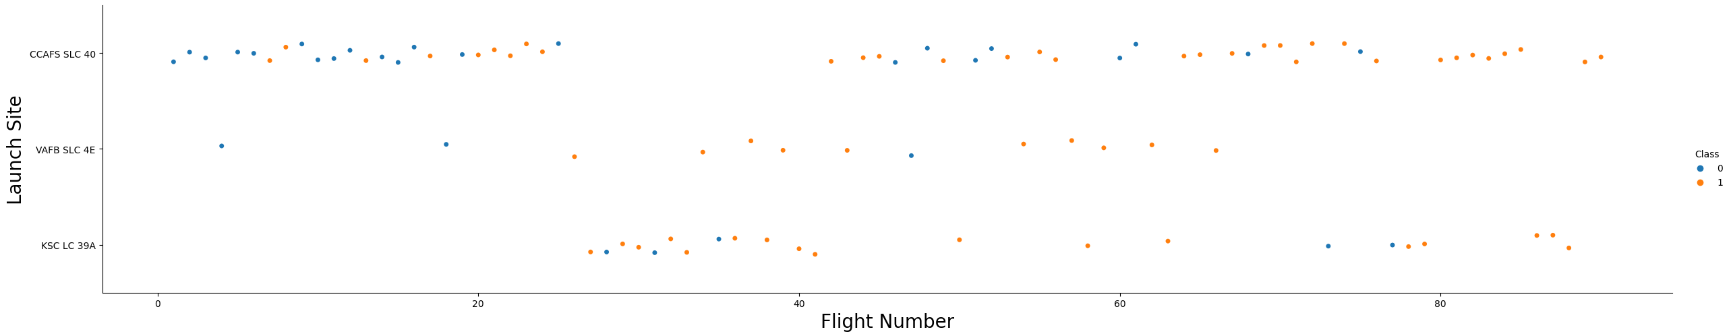 CCAFS SLC 40
VAFB SLC 4E
KSC LC 39A
Launch Site
0 20 40 60 80
Flight Number
Class
0
1